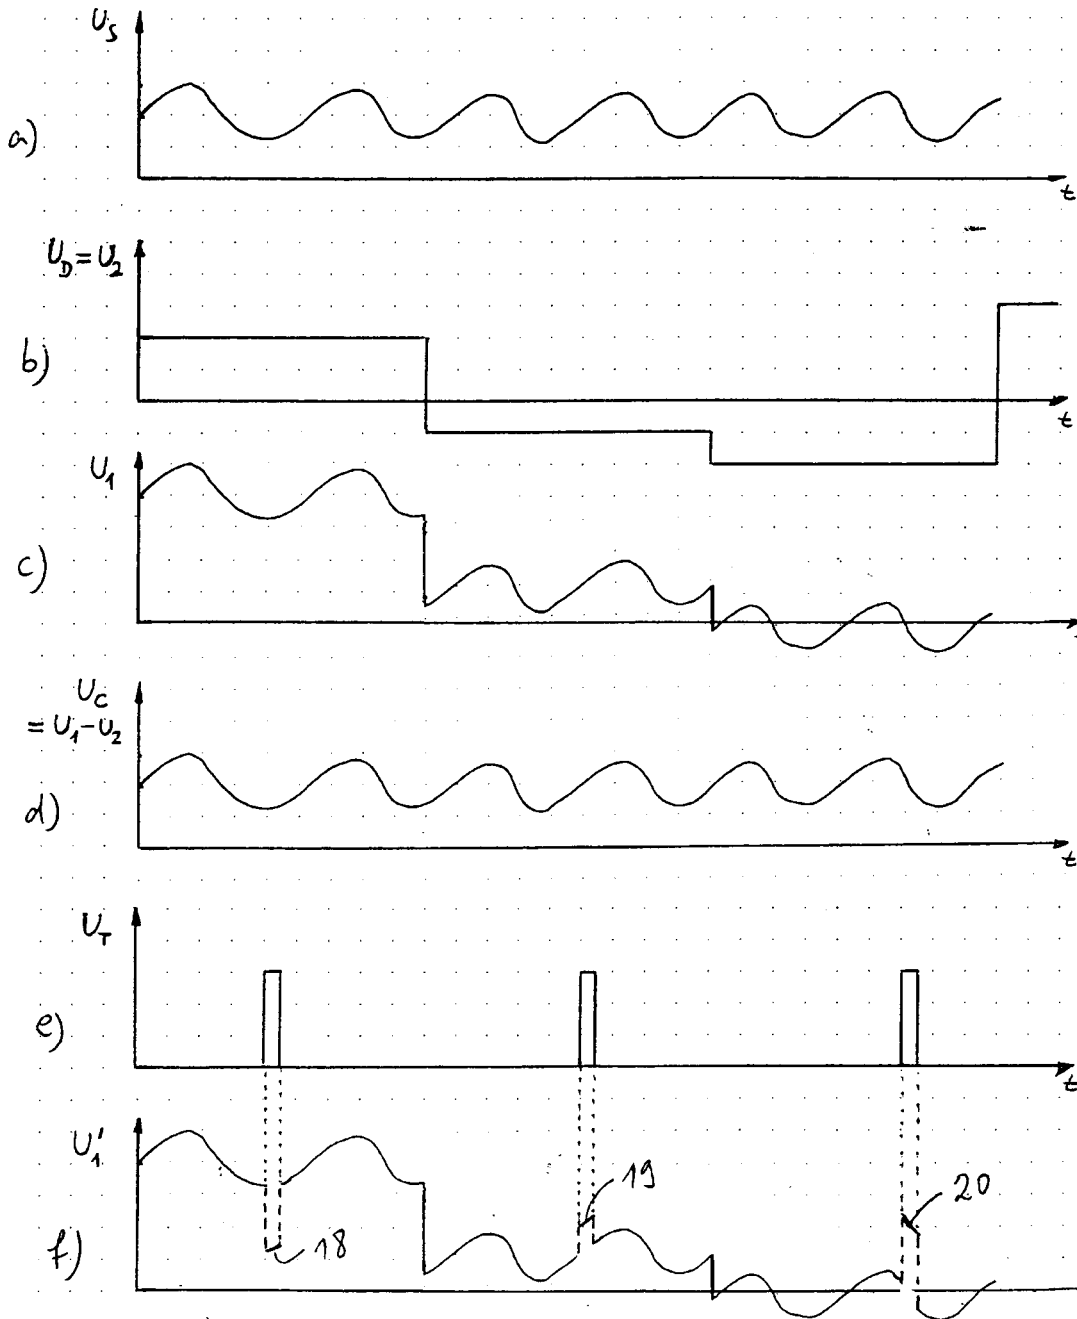 U_S
a)
t
U_D = U_2
b)
t
U_1
c)
U_C
= U_1 - U_2
d)
t
U_T
e)
t
U_1'
19
20
18
f)